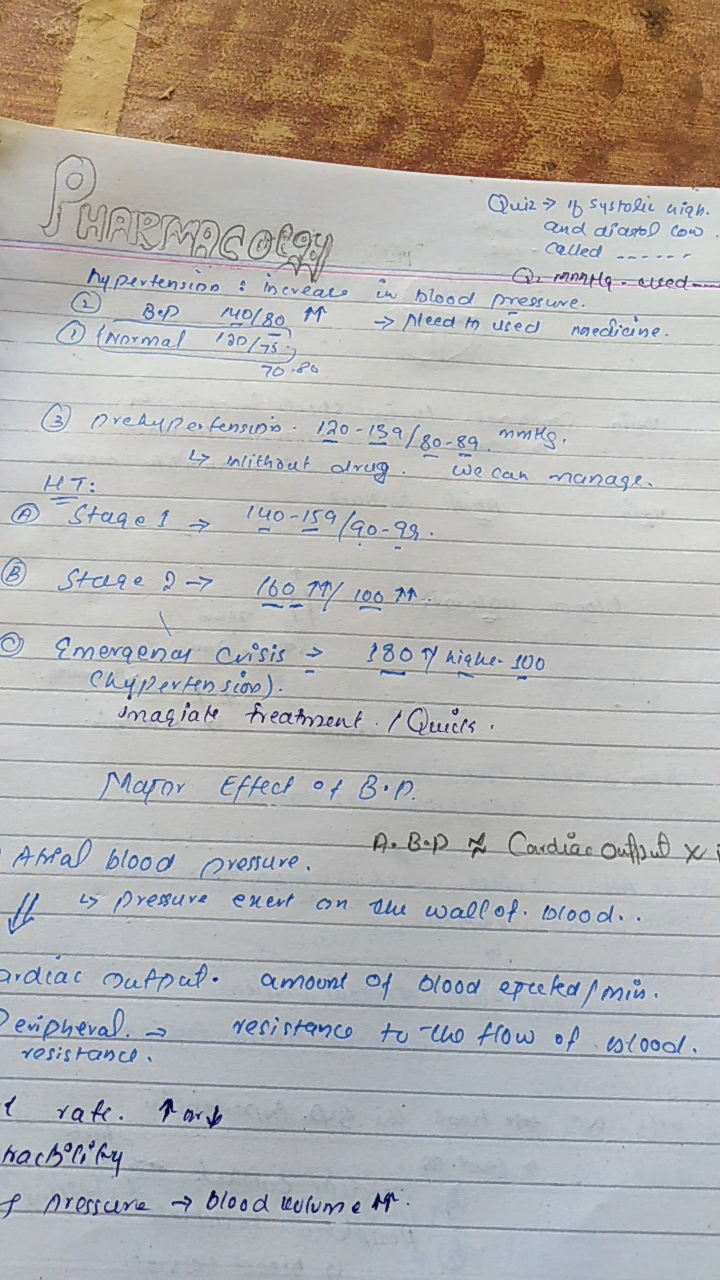 PHARMACOLOGY
Quiz → if systolic high.
and diastol low.
called ------
Q2 mmHg. used---
hypertension : increase in blood pressure.
② B.P 140/80 ↑↑ → Need to used medicine.
① (Normal 120/75.
70.80
③ prehypertension. 120-139/80-89 mmHg.
↳ without drug. we can manage.
HT:
Ⓐ Stage 1 → 140-159/90-99.
Ⓑ Stage 2 → 160 ↑↑/ 100 ↑↑.
Ⓒ Emergency crisis → 180 ↑/ highe- 100
(hypertension).
imagiate treatment. / Quick.
Major Effect of B.P.
A.B.P ≈ Cardiac output ×
Atrial blood pressure.
↳ pressure exert on the wall of. blood..
ardiac output. amount of blood ejected/min.
Peripheral. → resistance to the flow of blood.
resistance.
rate. ↑ or ↓
tractility
f pressure → blood volume ↑↑.